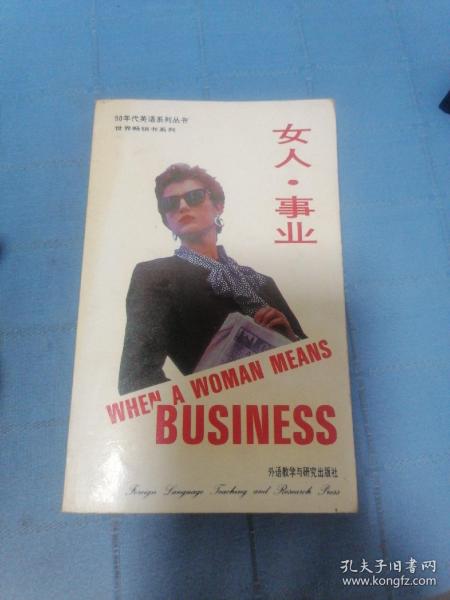 90年代英语系列丛书
世界畅销书系列
女人·事业
WHEN A WOMAN MEANS
BUSINESS
外语教学与研究出版社
Foreign Language Teaching and Research Press
孔夫子旧书网
www.kongfz.com